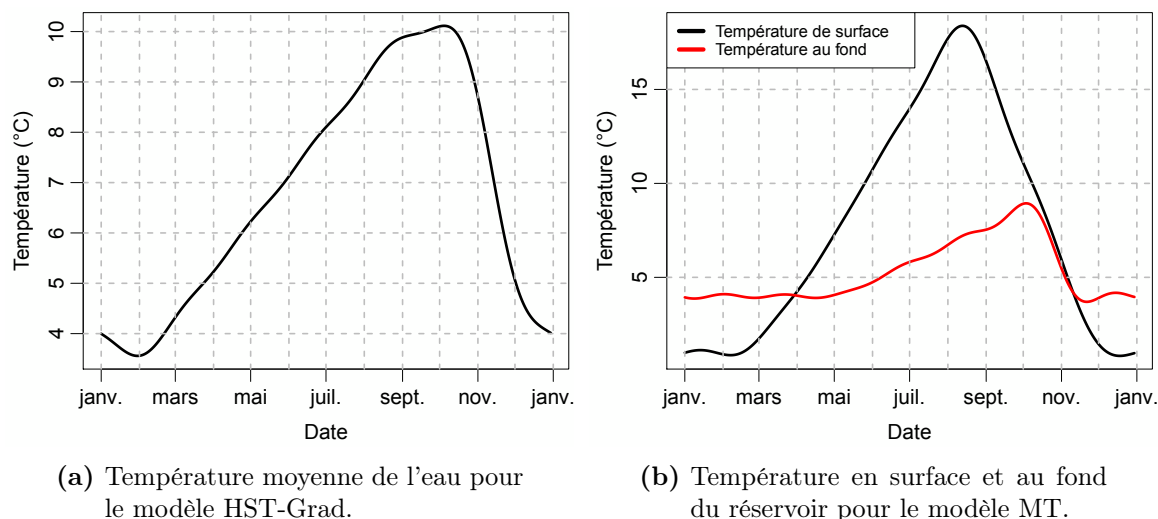 Température (°C)
10
9
8
7
6
5
4
janv.
mars
mai
juil.
sept.
nov.
janv.
Date
(a) Température moyenne de l'eau pour
le modèle HST-Grad.
Température de surface
Température au fond
Température (°C)
15
10
5
janv.
mars
mai
juil.
sept.
nov.
janv.
Date
(b) Température en surface et au fond
du réservoir pour le modèle MT.